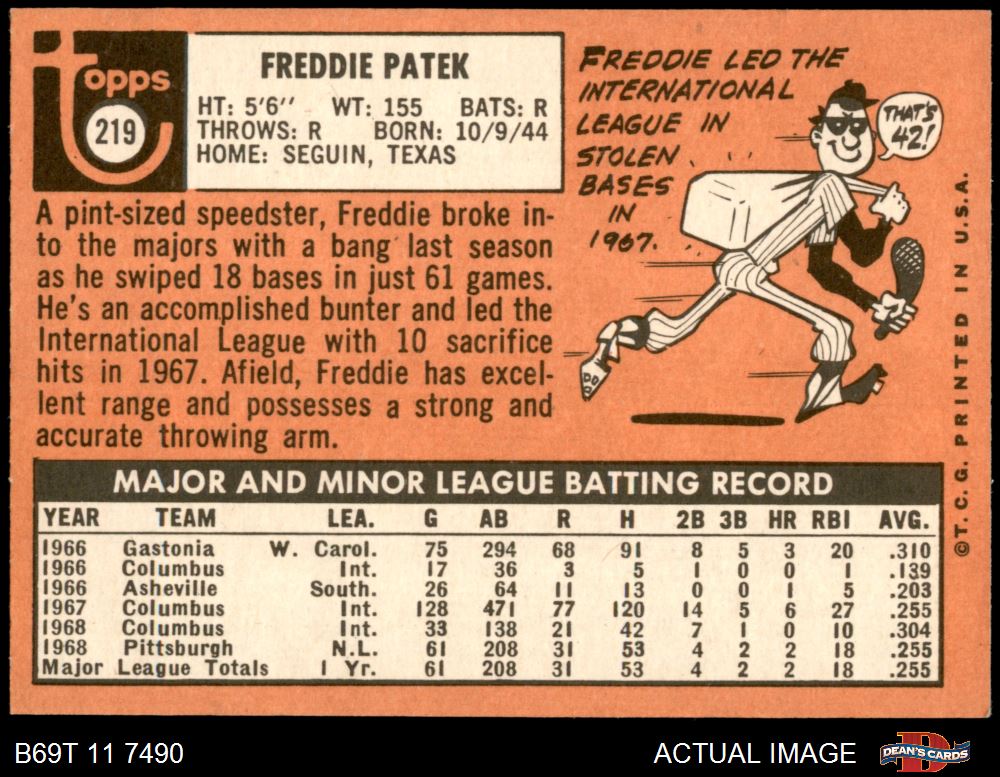 Topps
219
FREDDIE PATEK
HT: 5'6" WT: 155 BATS: R
THROWS: R BORN: 10/9/44
HOME: SEGUIN, TEXAS
A pint-sized speedster, Freddie broke in-
to the majors with a bang last season
as he swiped 18 bases in just 61 games.
He's an accomplished bunter and led the
International League with 10 sacrifice
hits in 1967. Afield, Freddie has excel-
lent range and possesses a strong and
accurate throwing arm.
FREDDIE LED THE
INTERNATIONAL
LEAGUE IN
STOLEN
BASES
IN
1967.
THAT'S
42!
MAJOR AND MINOR LEAGUE BATTING RECORD
YEAR TEAM LEA. G AB R H 2B 3B HR RBI AVG.
1966 Gastonia W. Carol. 75 294 68 91 8 5 3 20 .310
1966 Columbus Int. 17 36 3 5 1 0 0 1 .139
1966 Asheville South. 26 64 11 13 0 0 1 5 .203
1967 Columbus Int. 128 471 77 120 14 5 6 27 .255
1968 Columbus Int. 33 138 21 42 7 1 0 10 .304
1968 Pittsburgh N.L. 61 208 31 53 4 2 2 18 .255
Major League Totals 1 Yr. 61 208 31 53 4 2 2 18 .255
©T. C. G. PRINTED IN U.S.A.
B69T 11 7490
ACTUAL IMAGE
D
DEAN'S CARDS